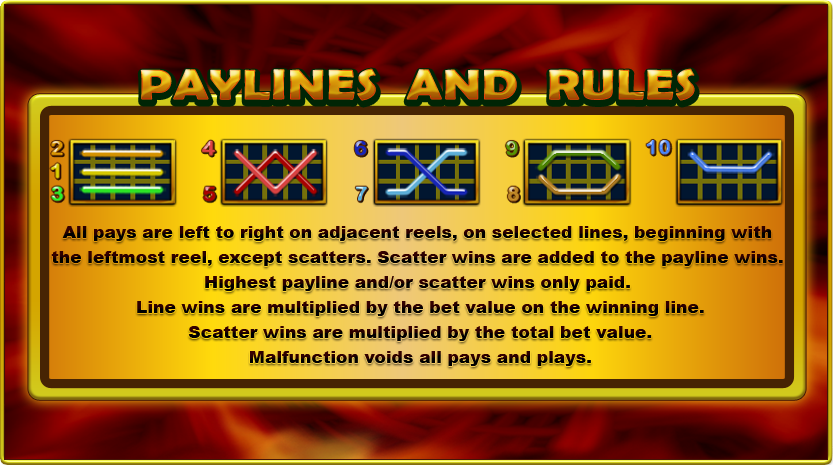 PAYLINES AND RULES
2
1
3
4
5
6
7
9
8
10
All pays are left to right on adjacent reels, on selected lines, beginning with
the leftmost reel, except scatters. Scatter wins are added to the payline wins.
Highest payline and/or scatter wins only paid.
Line wins are multiplied by the bet value on the winning line.
Scatter wins are multiplied by the total bet value.
Malfunction voids all pays and plays.